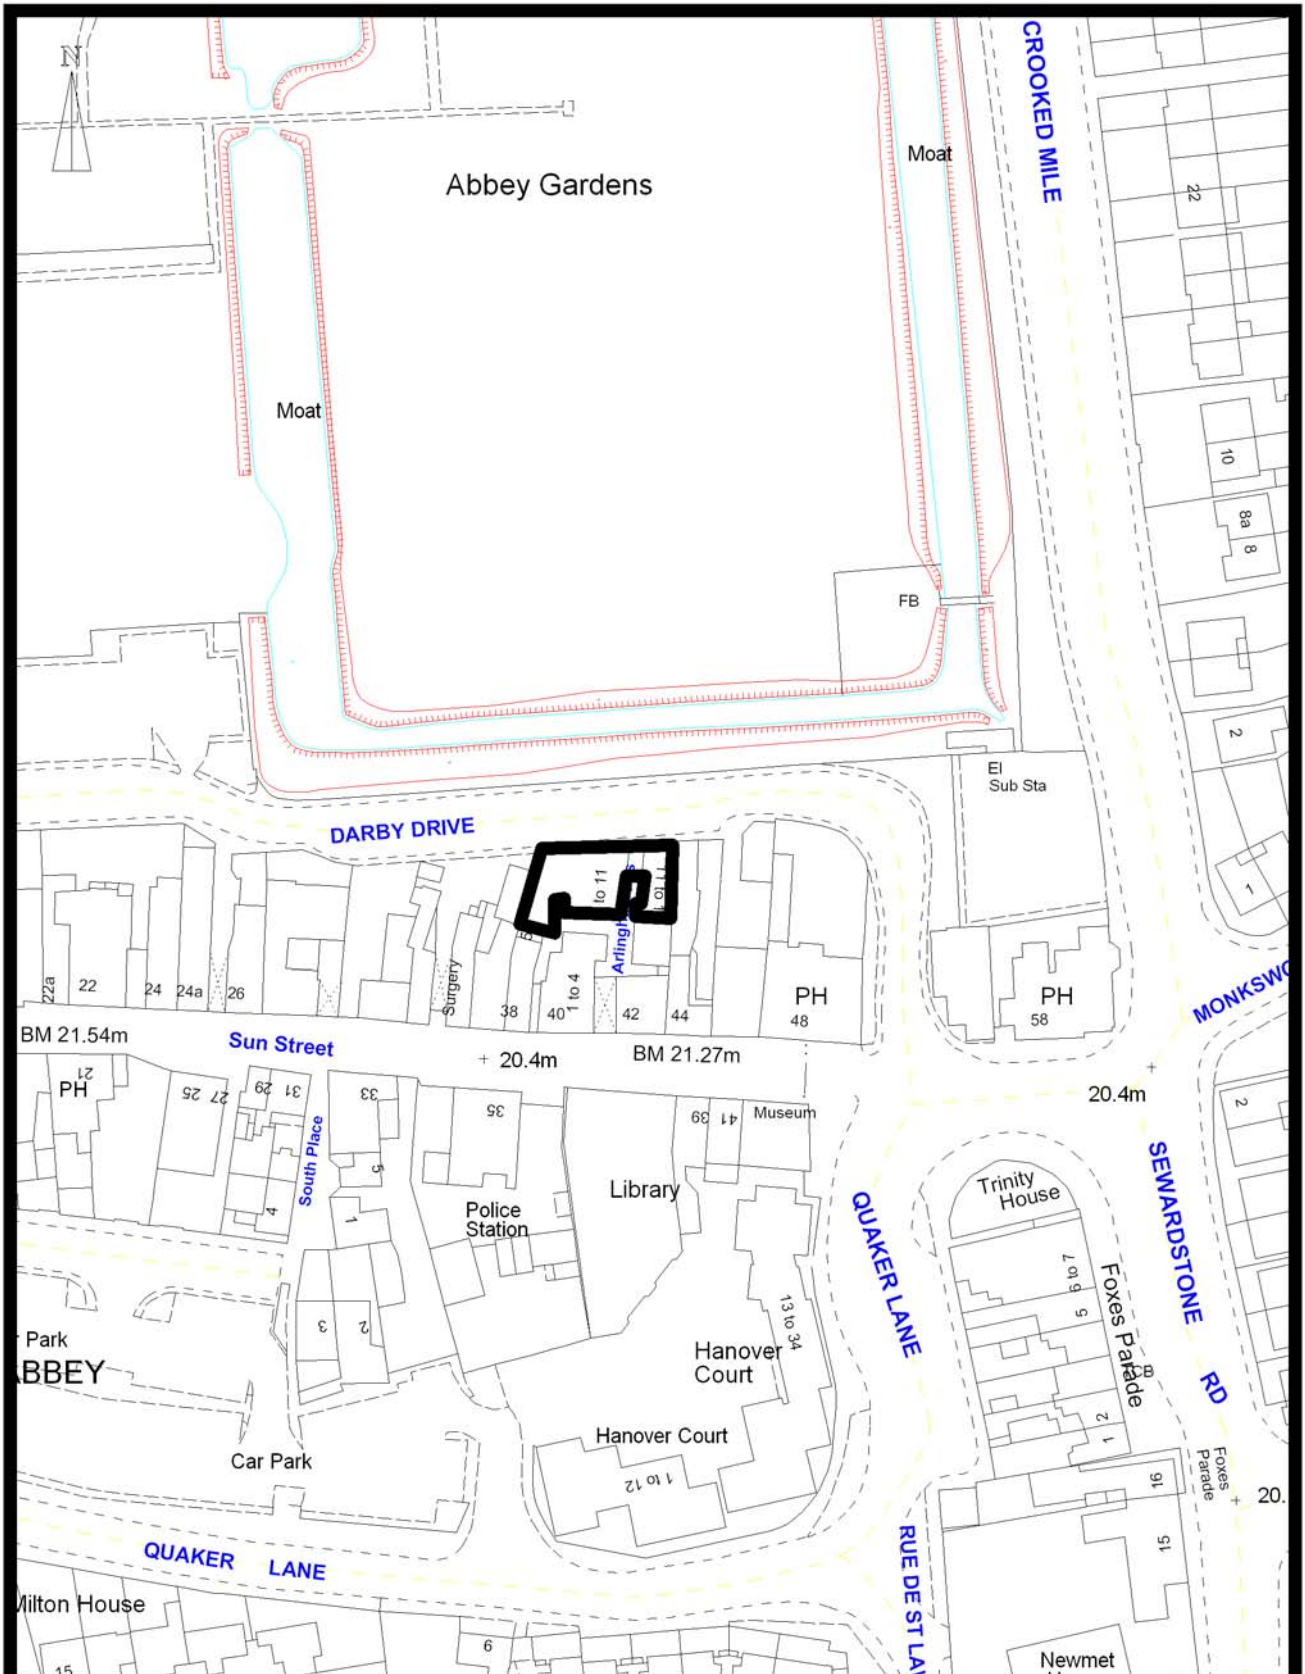 N
CROOKED MILE
Moat
Abbey Gardens
22
Moat
10
8a
8
FB
2
El
Sub Sta
DARBY DRIVE
to 11
1
Surgery
22a
22
24
24a
26
38
40
1 to 4
42
44
PH
48
PH
58
MONKSWO
BM 21.54m
Sun Street
20.4m
BM 21.27m
20.4m
21
PH
25
27
29
31
33
35
39
41
Museum
2
South Place
5
4
1
Police
Station
Library
Trinity
House
SEWARDSTONE
RD
QUAKER LANE
6 to 7
5
Foxes Parade
13 to 34
3
2
r Park
ABBEY
Hanover
Court
2
1
Hanover Court
1 to 12
Car Park
16
Foxes
Parade
20.
15
QUAKER LANE
RUE DE ST LA
Milton House
6
15
Newmet